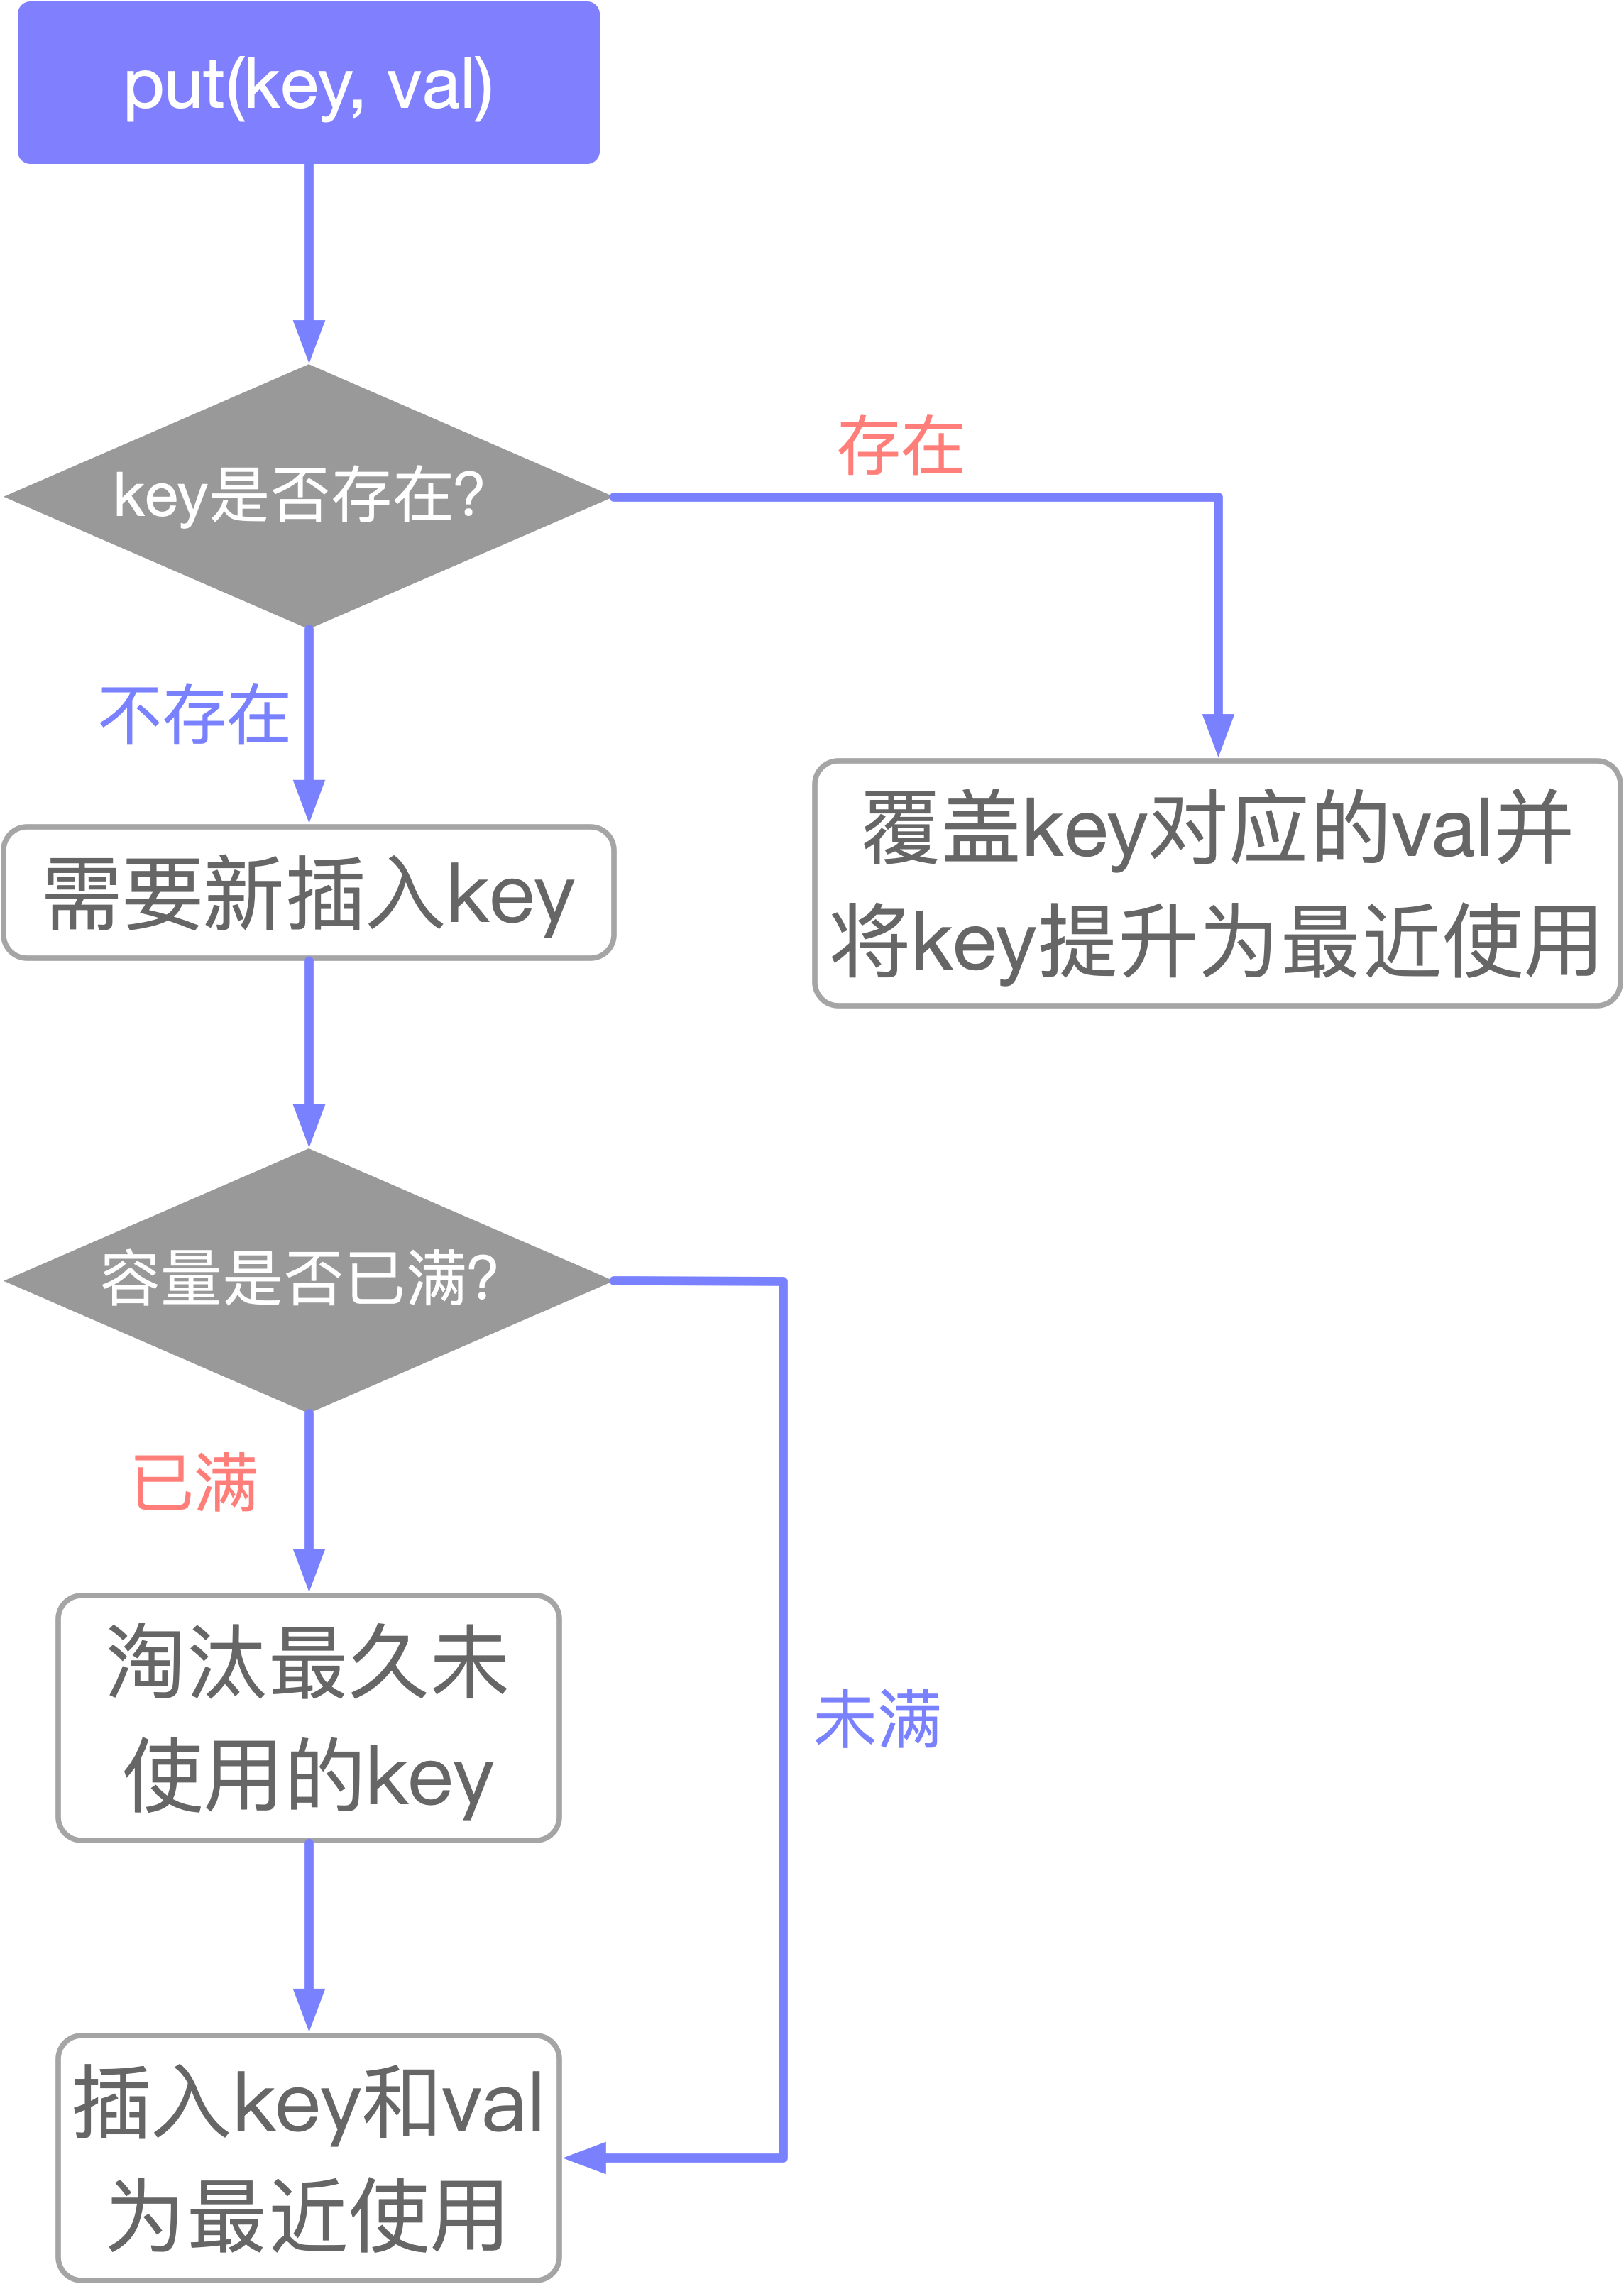 put(key, val)
key是否存在?
存在
不存在
需要新插入key
覆盖key对应的val并
将key提升为最近使用
容量是否已满?
已满
未满
淘汰最久未
使用的key
插入key和val
为最近使用